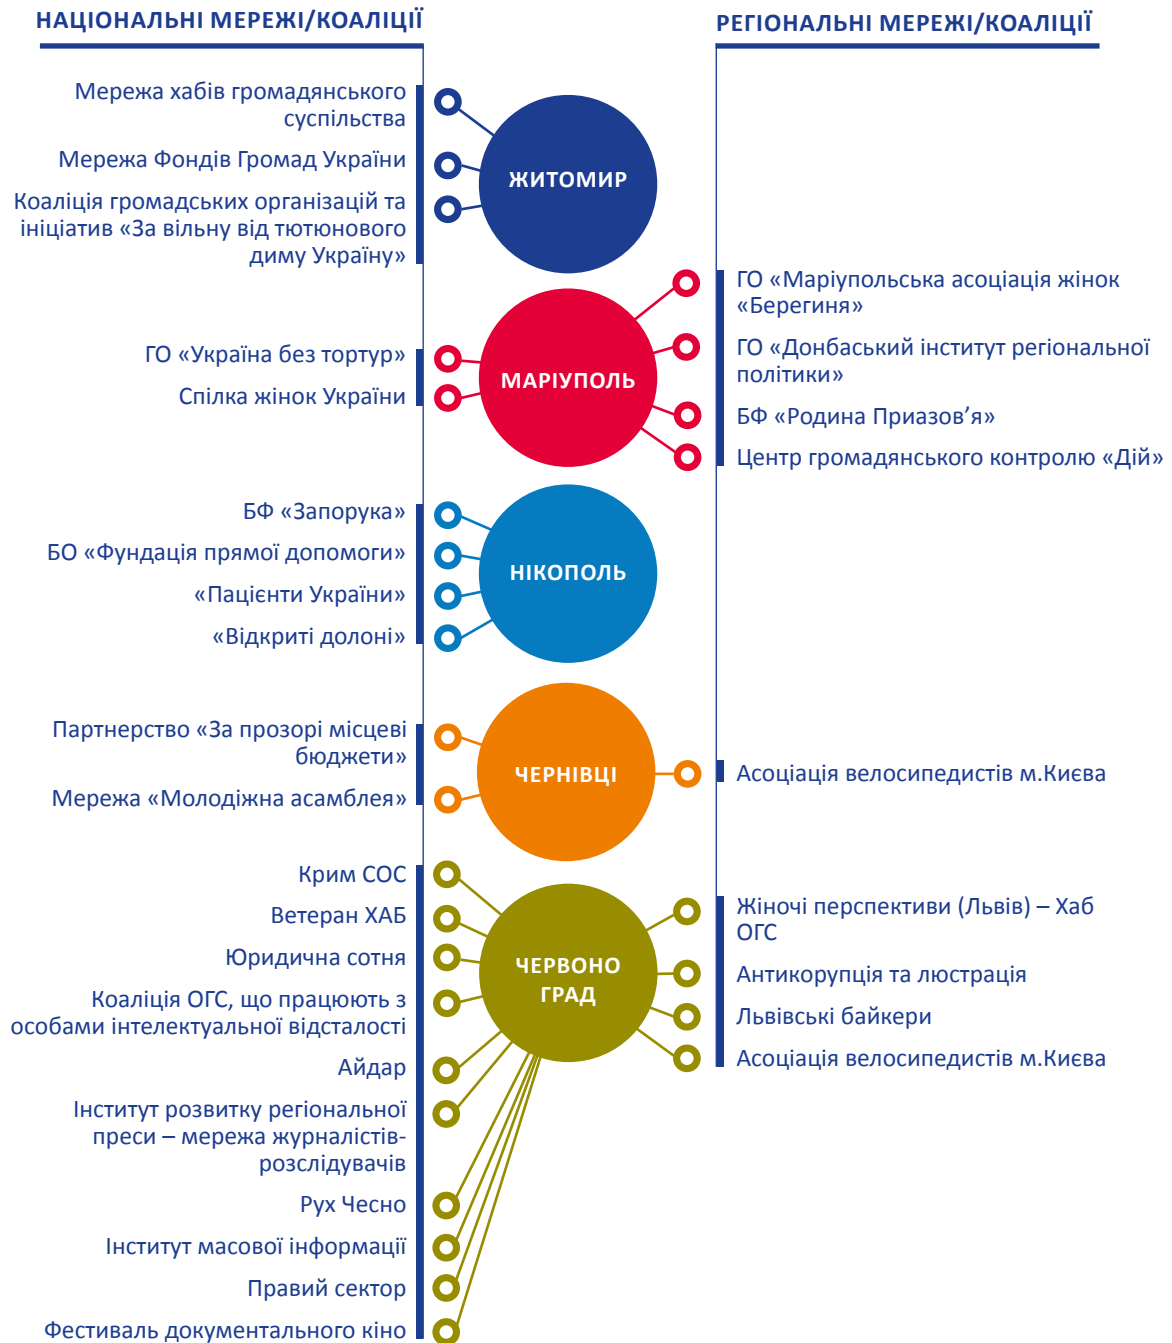 НАЦІОНАЛЬНІ МЕРЕЖІ/КОАЛІЦІЇ
РЕГІОНАЛЬНІ МЕРЕЖІ/КОАЛІЦІЇ
Мережа хабів громадянського
суспільства
Мережа Фондів Громад України
Коаліція громадських організацій та
ініціатив «За вільну від тютюнового
диму Україну»
ЖИТОМИР
ГО «Україна без тортур»
Спілка жінок України
МАРІУПОЛЬ
ГО «Маріупольська асоціація жінок
«Берегиня»
ГО «Донбаський інститут регіональної
політики»
БФ «Родина Приазов’я»
Центр громадянського контролю «Дій»
БФ «Запорука»
БО «Фундація прямої допомоги»
«Пацієнти України»
«Відкриті долоні»
НІКОПОЛЬ
Партнерство «За прозорі місцеві
бюджети»
Мережа «Молодіжна асамблея»
ЧЕРНІВЦІ
Асоціація велосипедистів м.Києва
Крим СОС
Ветеран ХАБ
Юридична сотня
Коаліція ОГС, що працюють з
особами інтелектуальної відсталості
Айдар
Інститут розвитку регіональної
преси – мережа журналістів-
розслідувачів
Рух Чесно
Інститут масової інформації
Правий сектор
Фестиваль документального кіно
ЧЕРВОНО
ГРАД
Жіночі перспективи (Львів) – Хаб
ОГС
Антикорупція та люстрація
Львівські байкери
Асоціація велосипедистів м.Києва